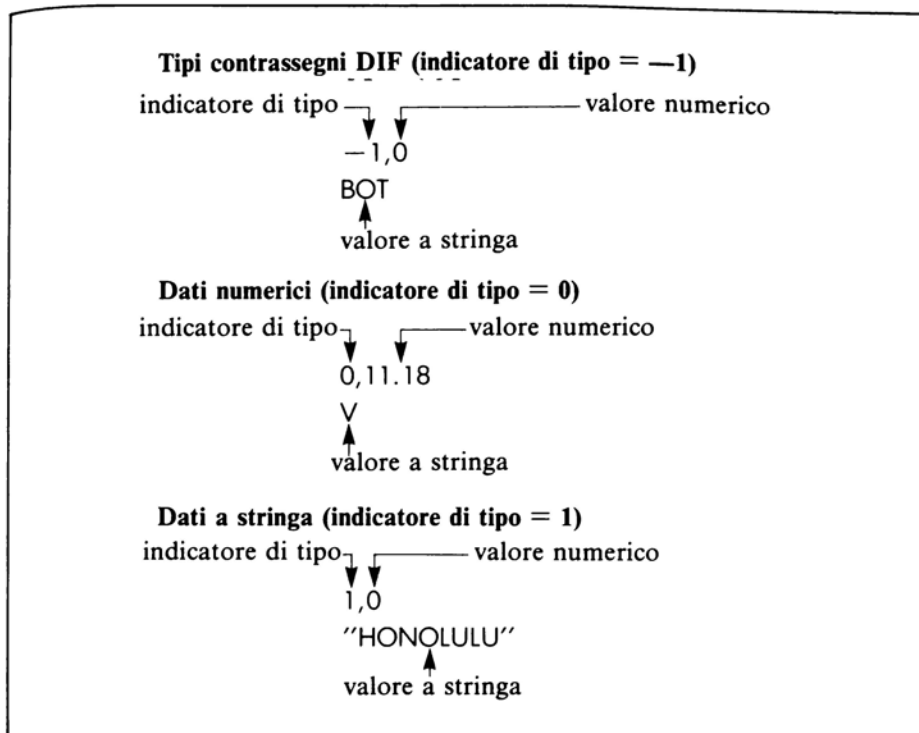 Tipi contrassegni DIF (indicatore di tipo = —1)
indicatore di tipo valore numerico
—1,0
BOT
valore a stringa
Dati numerici (indicatore di tipo = 0)
indicatore di tipo valore numerico
0,11.18
V
valore a stringa
Dati a stringa (indicatore di tipo = 1)
indicatore di tipo valore numerico
1,0
"HONOLULU"
valore a stringa